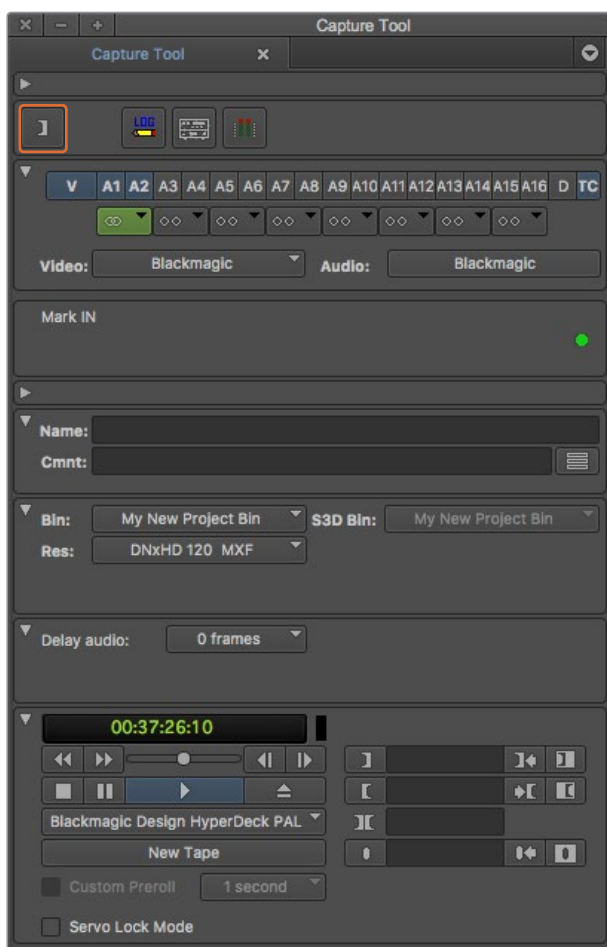 Capture Tool
Capture Tool
LOG
V A1 A2 A3 A4 A5 A6 A7 A8 A9 A10 A11 A12 A13 A14 A15 A16 D TC
Video: Blackmagic Audio: Blackmagic
Mark IN
Name:
Cmnt:
Bin: My New Project Bin S3D Bin: My New Project Bin
Res: DNxHD 120 MXF
Delay audio: 0 frames
00:37:26:10
Blackmagic Design HyperDeck PAL
New Tape
Custom Preroll 1 second
Servo Lock Mode